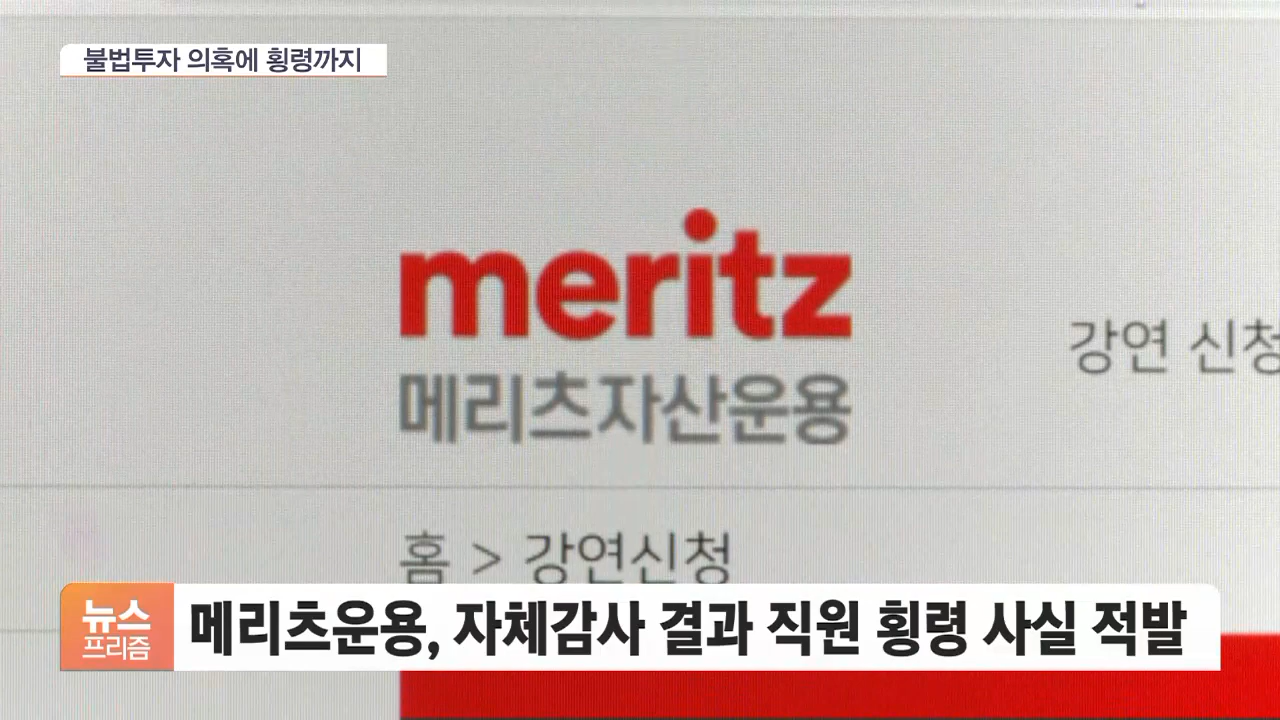 불법투자 의혹에 횡령까지
meritz
메리츠자산운용
강연 신청
홈 > 강연신청
뉴스
프리즘
메리츠운용, 자체감사 결과 직원 횡령 사실 적발